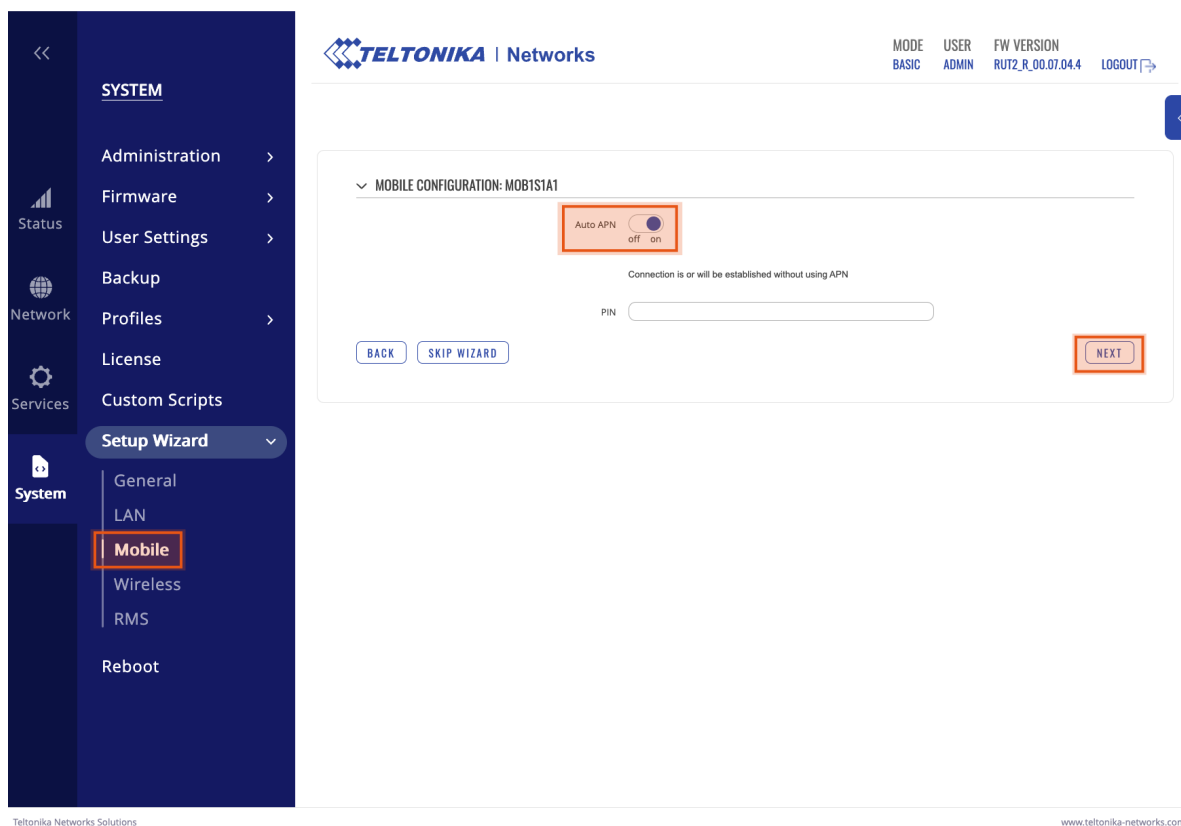 TELTONIKA | Networks
MODE USER FW VERSION
BASIC ADMIN RUT2_R_00.07.04.4 LOGOUT
SYSTEM
Administration
Firmware
User Settings
Backup
Profiles
License
Custom Scripts
Setup Wizard
General
LAN
Mobile
Wireless
RMS
Reboot
Status
Network
Services
System
MOBILE CONFIGURATION: MOB1S1A1
Auto APN
off on
Connection is or will be established without using APN
PIN
BACK SKIP WIZARD NEXT
Teltonika Networks Solutions
www.teltonika-networks.com